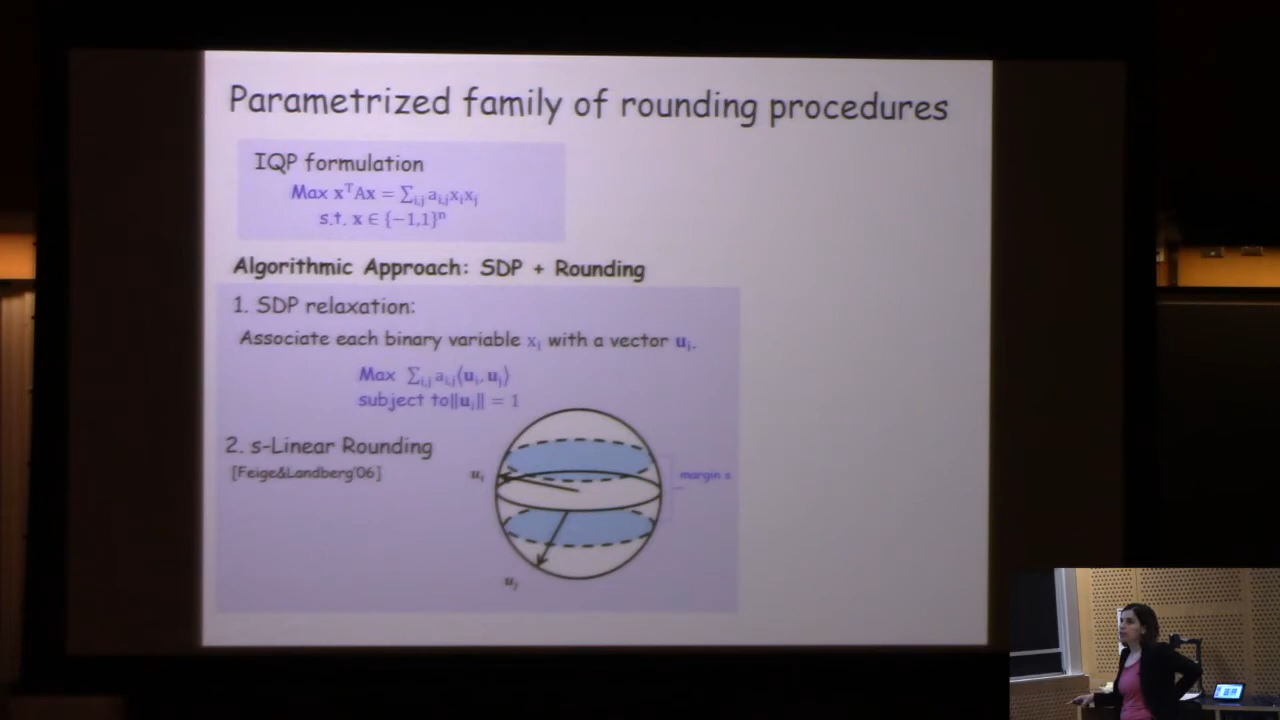 Parametrized family of rounding procedures
IQP formulation
Max xᵀAx = ∑i,j ai,jxixj
s.t. x ∈ {−1,1}ⁿ
Algorithmic Approach: SDP + Rounding
1. SDP relaxation:
Associate each binary variable xi with a vector ui.
Max ∑i,j ai,j⟨ui, uj⟩
subject to‖ui‖ = 1
2. s-Linear Rounding
[Feige&Landberg'06]
ui
margin s
uj